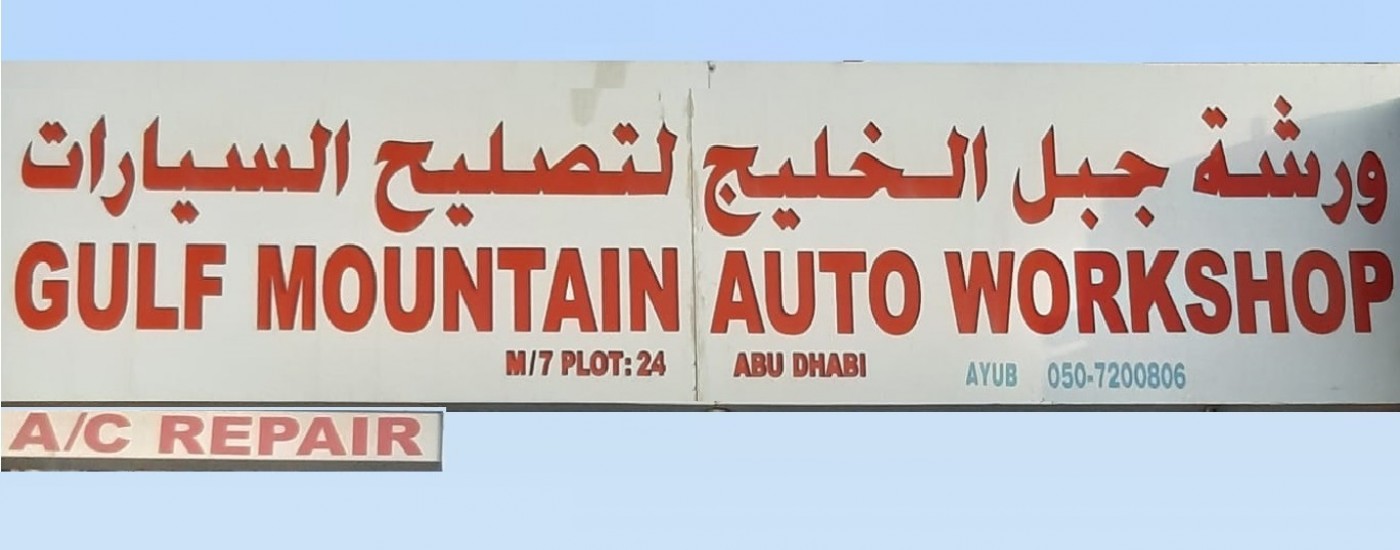 ورشة جبل الخليج لتصليح السيارات
GULF MOUNTAIN AUTO WORKSHOP
M/7 PLOT: 24 ABU DHABI AYUB 050-7200806
A/C REPAIR